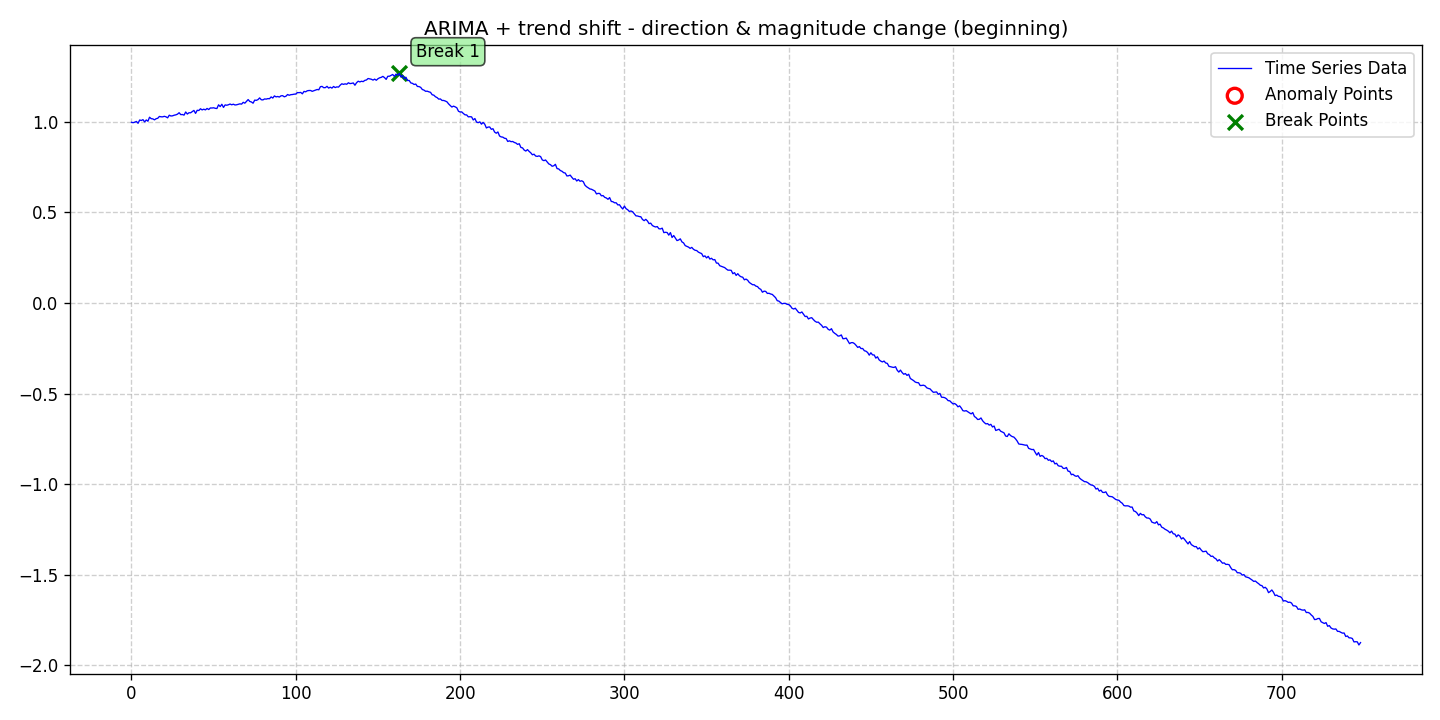 ARIMA + trend shift - direction & magnitude change (beginning)
Break 1
Time Series Data
Anomaly Points
Break Points
1.0
0.5
0.0
−0.5
−1.0
−1.5
−2.0
0 100 200 300 400 500 600 700